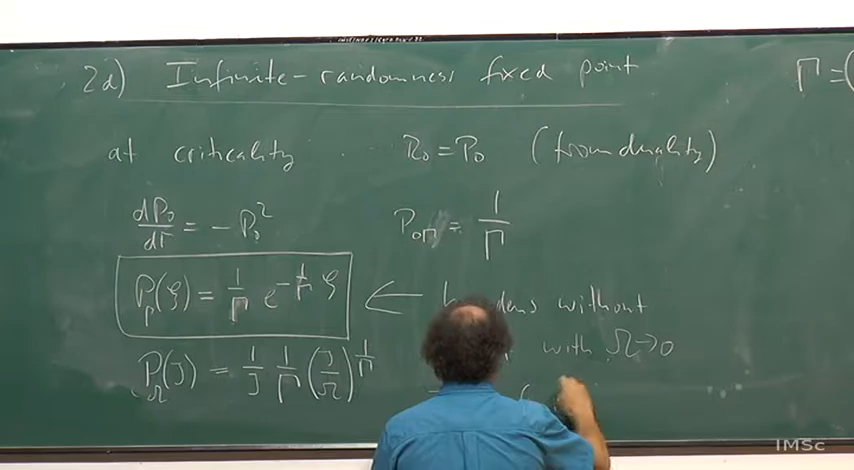 2d) Infinite-randomness fixed point
Γ = (
at criticality R₀ = P₀ (from duality)
dP₀/dΓ = - P₀² P₀Γ = 1/Γ
P_Γ(ζ) = 1/Γ e^{-1/Γ ζ} ← without
with Ω→0
P_Ω(J) = 1/J 1/Γ (J/Ω)^{1/Γ}
IMSc